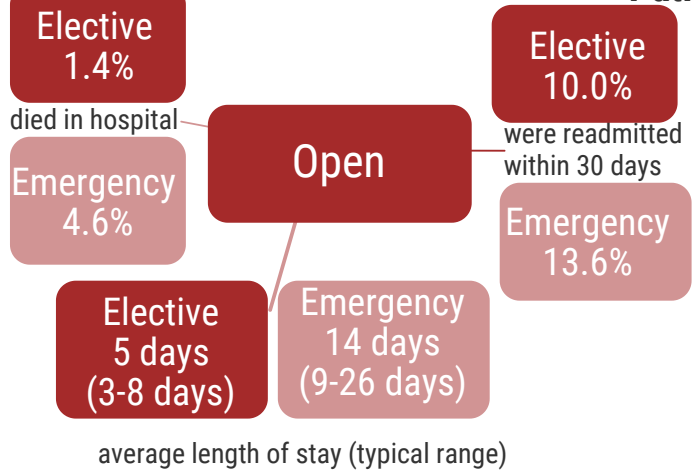 Elective
1.4%
died in hospital
Emergency
4.6%
Open
Elective
10.0%
were readmitted
within 30 days
Emergency
13.6%
Elective
5 days
(3-8 days)
Emergency
14 days
(9-26 days)
average length of stay (typical range)